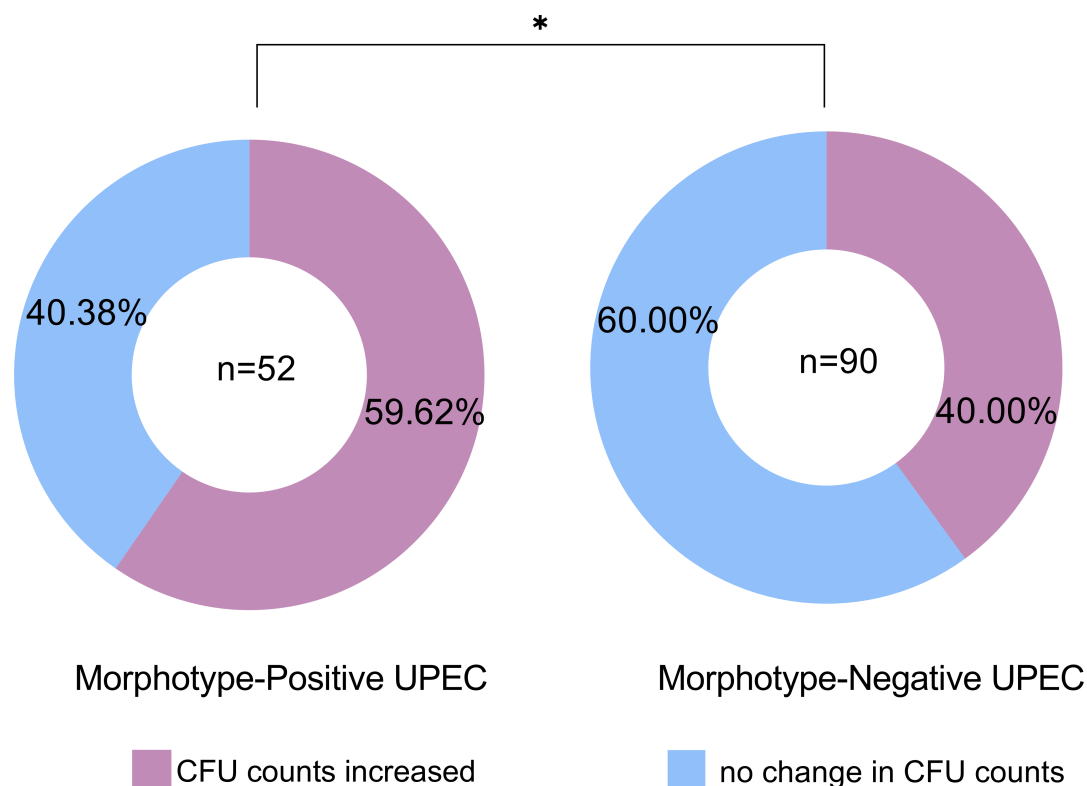 *
40.38%
n=52
59.62%
60.00%
n=90
40.00%
Morphotype-Positive UPEC
Morphotype-Negative UPEC
CFU counts increased
no change in CFU counts